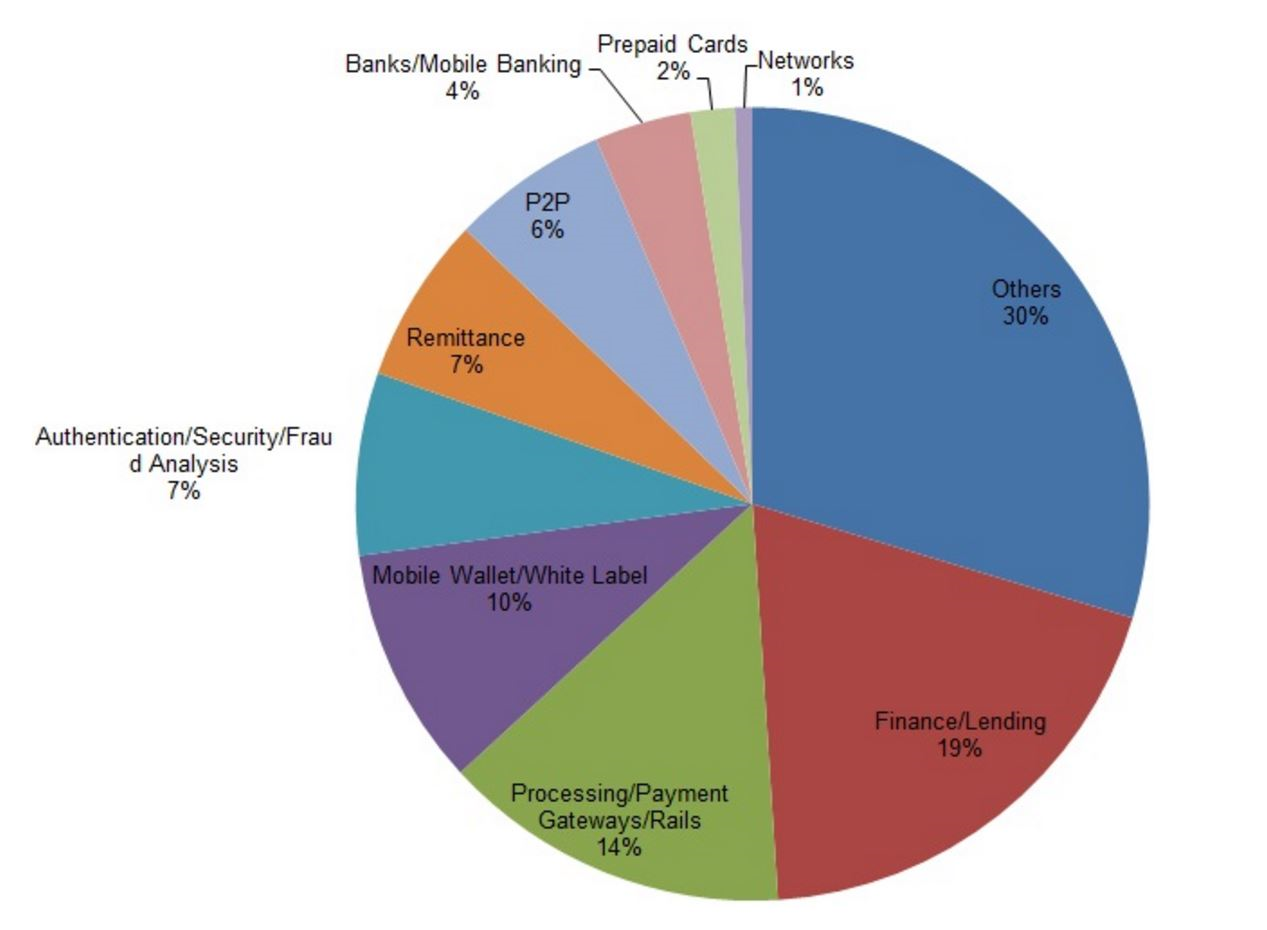 Prepaid Cards
2%
Networks
1%
Banks/Mobile Banking
4%
P2P
6%
Others
30%
Remittance
7%
Authentication/Security/Frau
d Analysis
7%
Mobile Wallet/White Label
10%
Finance/Lending
19%
Processing/Payment
Gateways/Rails
14%